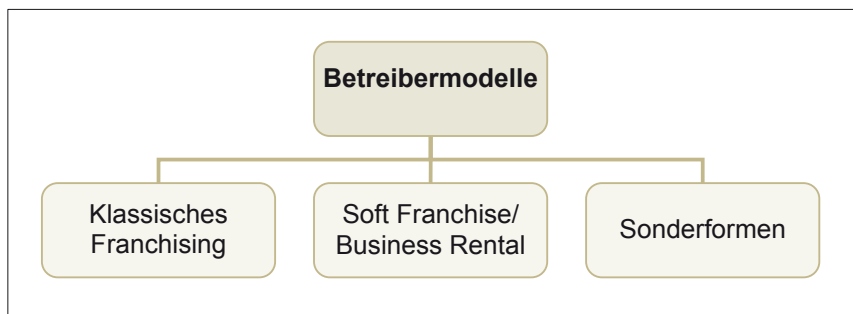 Betreibermodelle
Klassisches
Franchising
Soft Franchise/
Business Rental
Sonderformen